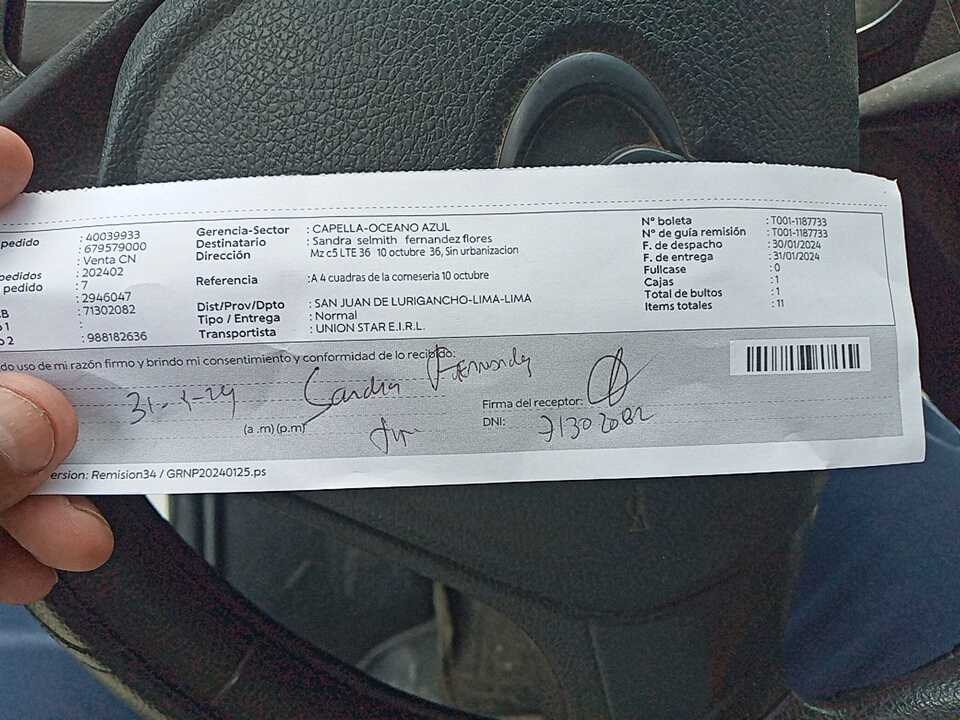 pedido : 40039933
679579000
: Venta CN
pedidos : 202402
pedido : 7
: 2946047
B : 71302082
o 1 :
o 2 : 988182636
Gerencia-Sector : CAPELLA-OCEANO AZUL
Destinatario : Sandra selmith fernandez flores
Dirección Mz c5 LTE 36 10 octubre 36, Sin urbanizacion
Referencia : A 4 cuadras de la comeseria 10 octubre
Dist/Prov/Dpto : SAN JUAN DE LURIGANCHO-LIMA-LIMA
Tipo / Entrega : Normal
Transportista : UNION STAR E.I.R.L.
N° boleta : T001-1187733
N° de guía remisión : T001-1187733
F. de despacho : 30/01/2024
F. de entrega : 31/01/2024
Fullcase : 0
Cajas : 1
Total de bultos : 1
Items totales : 11
do uso de mi razón firmo y brindo mi consentimiento y conformidad de lo recibido:
31-1-24 Sandra Fernandez
(a .m) (p.m)
Firma del receptor:
DNI: 71302082
ersion: Remision34 / GRNP20240125.ps